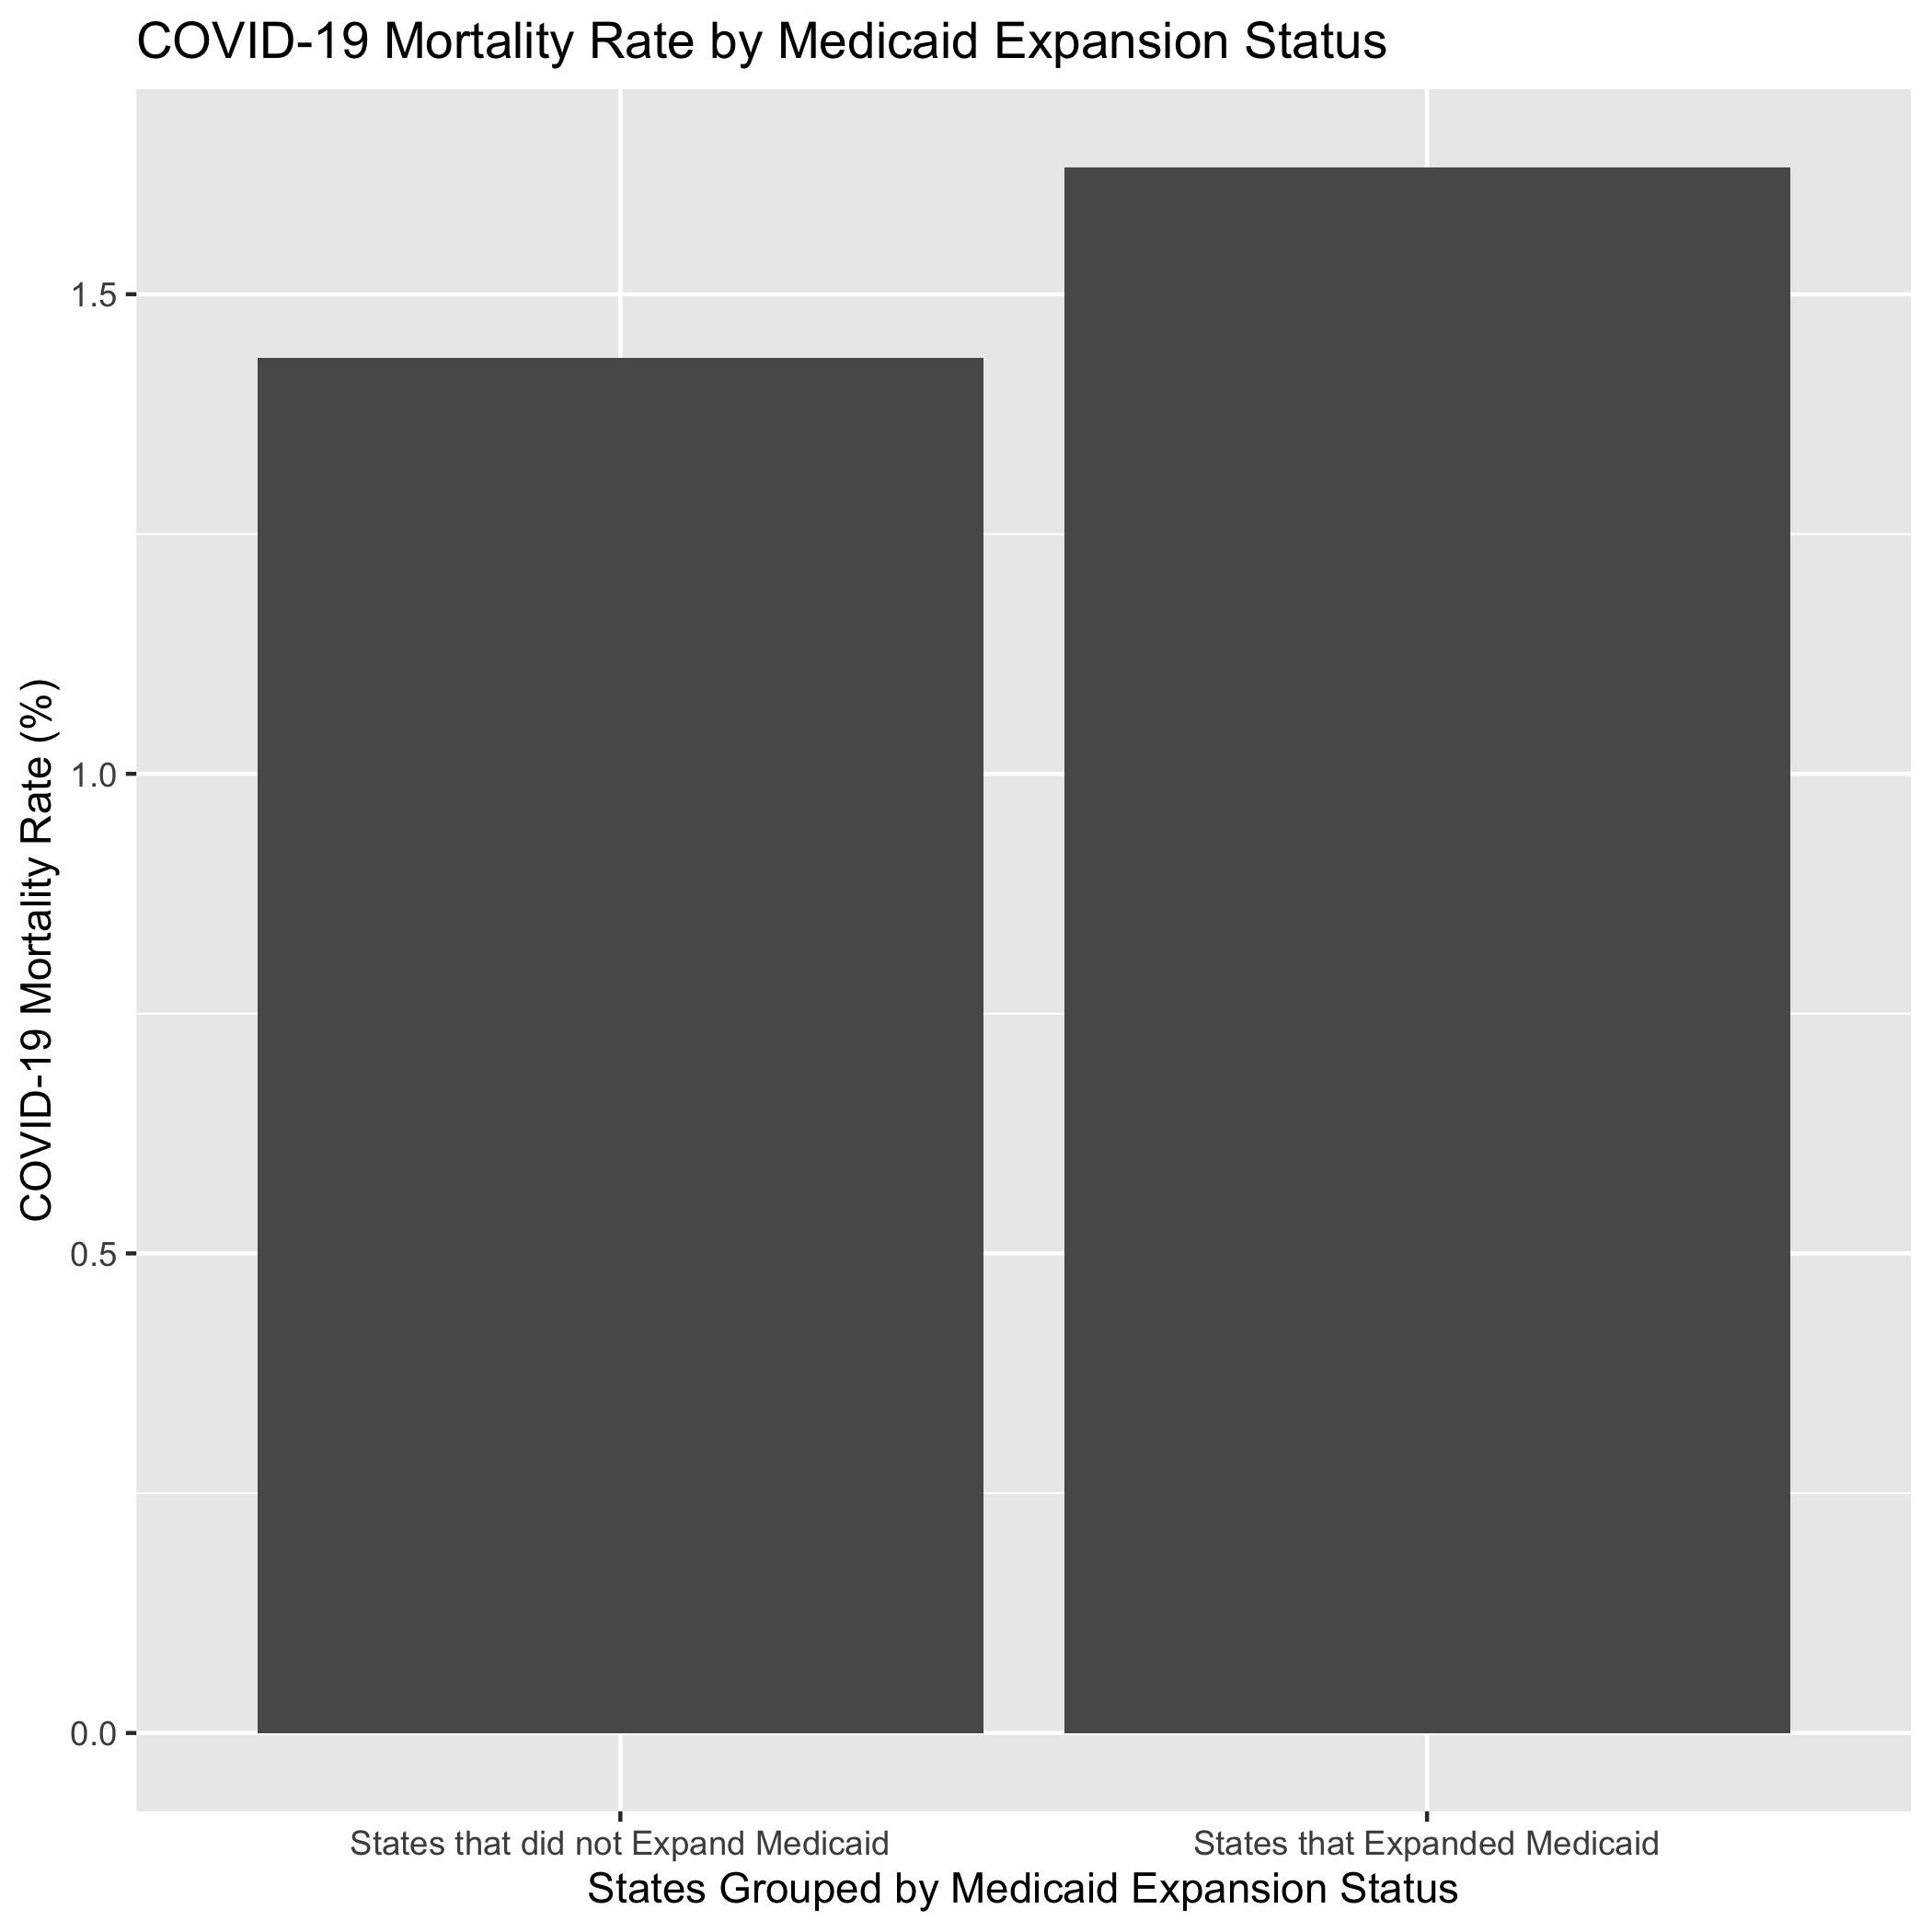 COVID-19 Mortality Rate by Medicaid Expansion Status
COVID-19 Mortality Rate (%)
1.5
1.0
0.5
0.0
States that did not Expand Medicaid
States that Expanded Medicaid
States Grouped by Medicaid Expansion Status